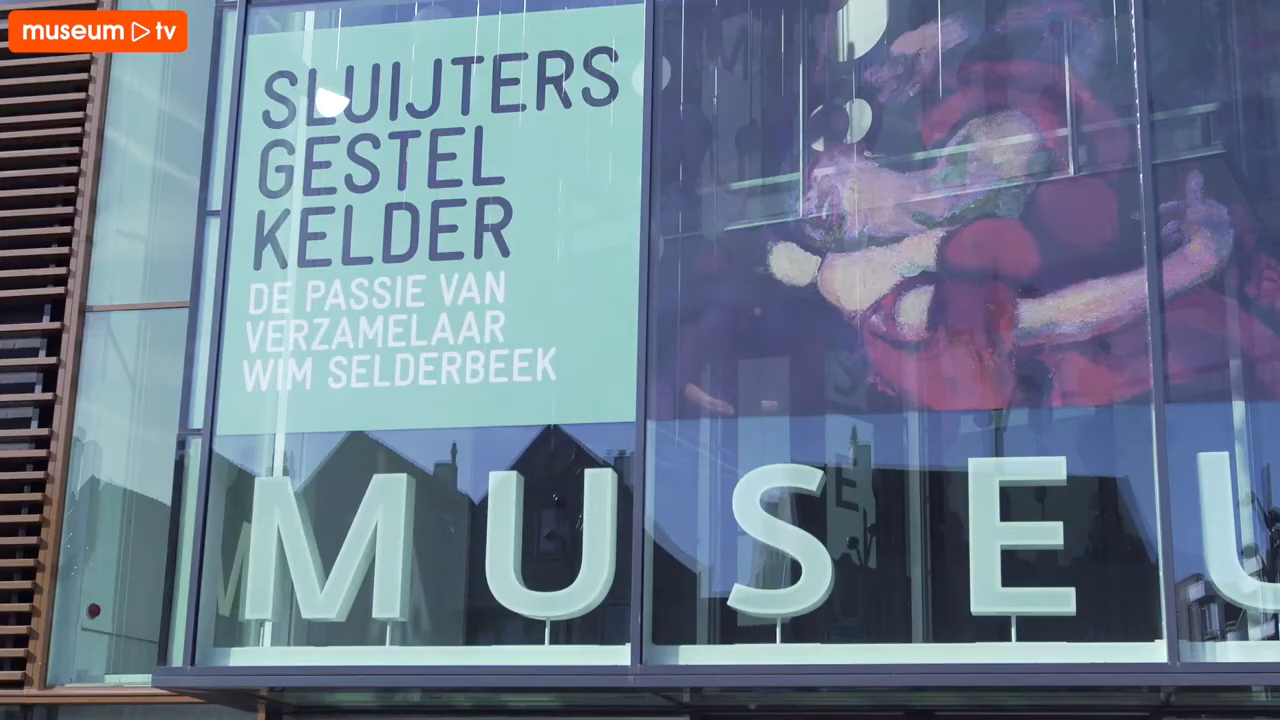 museum tv
SLUIJTERS
GESTEL
KELDER
DE PASSIE VAN
VERZAMELAAR
WIM SELDERBEEK
MUSEU